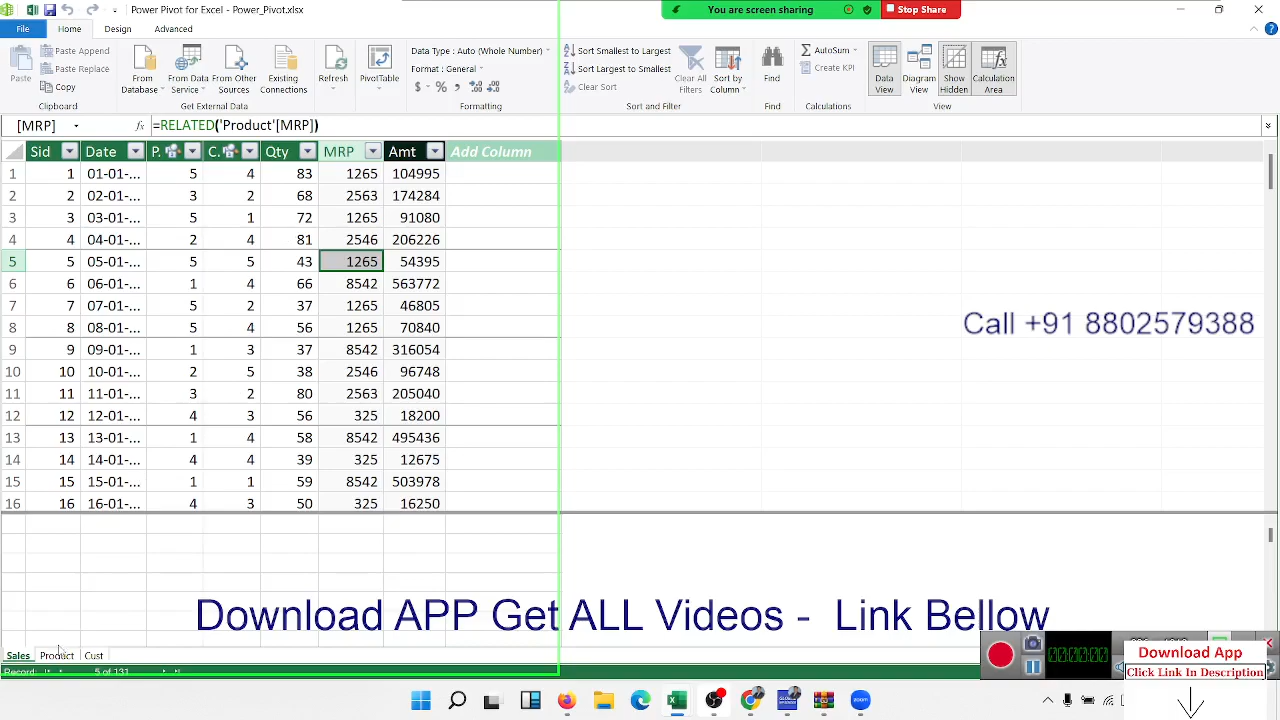 Power Pivot for Excel - Power_Pivot.xlsx
You are screen sharing
Stop Share
File Home Design Advanced
Paste
Paste Append
Paste Replace
Copy
Clipboard
From Database
From Data Service
From Other Sources
Existing Connections
Get External Data
Refresh
PivotTable
Data Type : Auto (Whole Number)
Format : General
$ % ,
Formatting
Sort Smallest to Largest
Sort Largest to Smallest
Clear Sort
Clear All Filters
Sort by Column
Sort and Filter
Find
Find
AutoSum
Create KPI
Calculations
Data View
Diagram View
Show Hidden
Calculation Area
View
[MRP] fx =RELATED('Product'[MRP])
Sid Date P. C. Qty MRP Amt Add Column
1 1 01-01-... 5 4 83 1265 104995
2 2 02-01-... 3 2 68 2563 174284
3 3 03-01-... 5 1 72 1265 91080
4 4 04-01-... 2 4 81 2546 206226
5 5 05-01-... 5 5 43 1265 54395
6 6 06-01-... 1 4 66 8542 563772
7 7 07-01-... 5 2 37 1265 46805
8 8 08-01-... 5 4 56 1265 70840
9 9 09-01-... 1 3 37 8542 316054
10 10 10-01-... 2 5 38 2546 96748
11 11 11-01-... 3 2 80 2563 205040
12 12 12-01-... 4 3 56 325 18200
13 13 13-01-... 1 4 58 8542 495436
14 14 14-01-... 4 4 39 325 12675
15 15 15-01-... 1 1 59 8542 503978
16 16 16-01-... 4 3 50 325 16250
Call +91 8802579388
Download APP Get ALL Videos - Link Bellow
Sales Product Cust
Record: 5 of 131
Download App
Click Link In Description
zoom